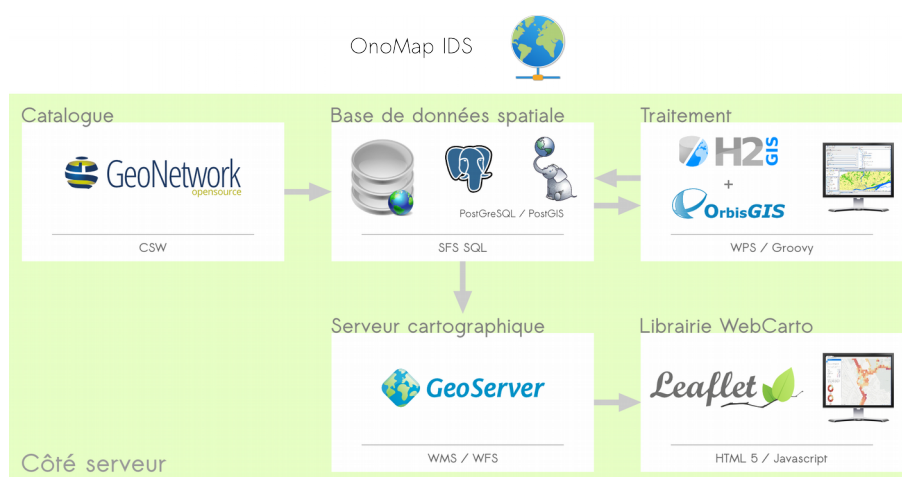 OnoMap IDS
Catalogue
Base de données spatiale
Traitement
GeoNetwork
opensource
H2GIS
+
OrbisGIS
PostGreSQL / PostGIS
CSW
SFS SQL
WPS / Groovy
Serveur cartographique
Librairie WebCarto
GeoServer
Leaflet
WMS / WFS
HTML 5 / Javascript
Côté serveur